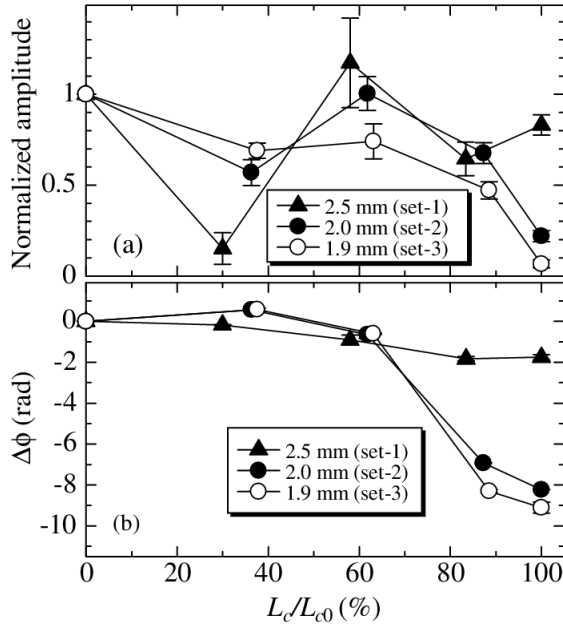 Normalized amplitude
1
0.5
0
(a)
2.5 mm (set-1)
2.0 mm (set-2)
1.9 mm (set-3)
Δϕ (rad)
0
-2
-4
-6
-8
-10
(b)
2.5 mm (set-1)
2.0 mm (set-2)
1.9 mm (set-3)
0 20 40 60 80 100
Lc/Lc0 (%)